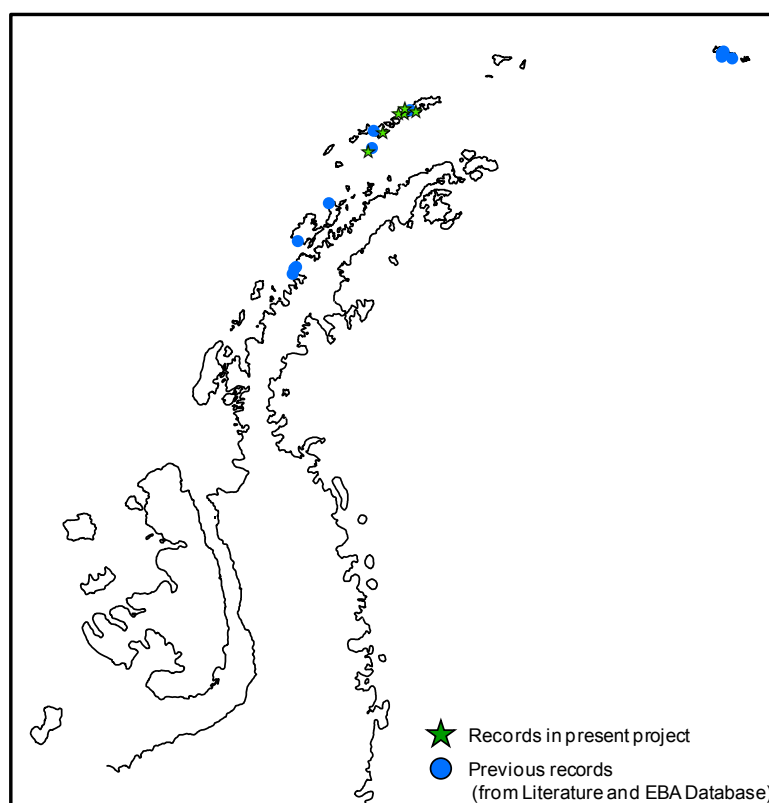 Records in present project
Previous records
(from Literature and EBA Database)